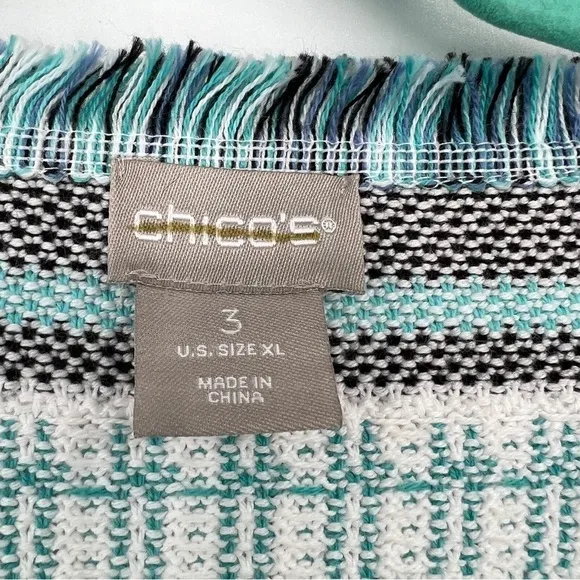 chico's®
3
U.S. SIZE XL
MADE IN
CHINA